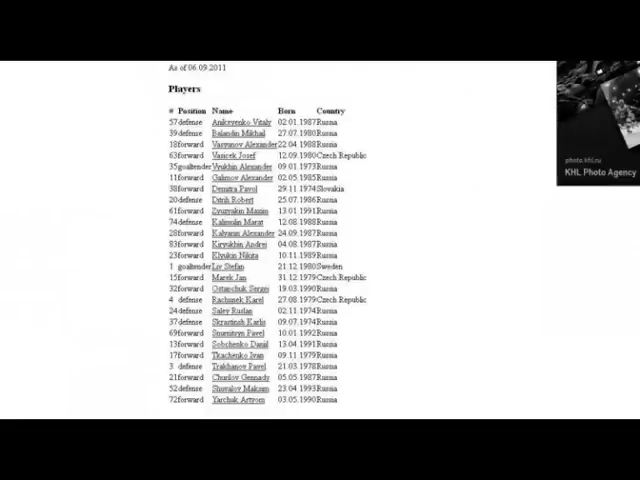 As of 06.09.2011
Players
# Position Name Born Country
57 defense Anikeyenko Vitaly 02.01.1987 Russia
39 defense Balandin Mikhail 27.07.1980 Russia
18 forward Vasyunov Alexander 22.04.1988 Russia
63 forward Vasicek Josef 12.09.1980 Czech Republic
35 goaltender Vyukhin Alexander 09.01.1973 Russia
11 forward Galimov Alexander 02.05.1985 Russia
38 forward Demitra Pavol 29.11.1974 Slovakia
20 defense Ditrih Robert 25.07.1986 Russia
61 forward Zyuzyakin Maxim 13.01.1991 Russia
74 defense Kalimulin Marat 12.08.1988 Russia
28 forward Kalyanin Alexander 24.09.1987 Russia
83 forward Kiryukhin Andrei 04.08.1987 Russia
23 forward Klyukin Nikita 10.11.1989 Russia
1 goaltender Liv Stefan 21.12.1980 Sweden
15 forward Marek Jan 31.12.1979 Czech Republic
32 forward Ostapchuk Sergei 19.03.1990 Russia
4 defense Rachunek Karel 27.08.1979 Czech Republic
24 defense Saley Ruslan 02.11.1974 Russia
37 defense Skrastinsh Karlis 09.07.1974 Russia
69 forward Snurnitsyn Pavel 10.01.1992 Russia
13 forward Sobchenko Daniil 13.04.1991 Russia
17 forward Tkachenko Ivan 09.11.1979 Russia
3 defense Trakhanov Pavel 21.03.1978 Russia
21 forward Churilov Gennady 05.05.1987 Russia
52 defense Shuvalov Maksim 23.04.1993 Russia
72 forward Yarchuk Artyom 03.05.1990 Russia
photo.khl.ru
KHL Photo Agency